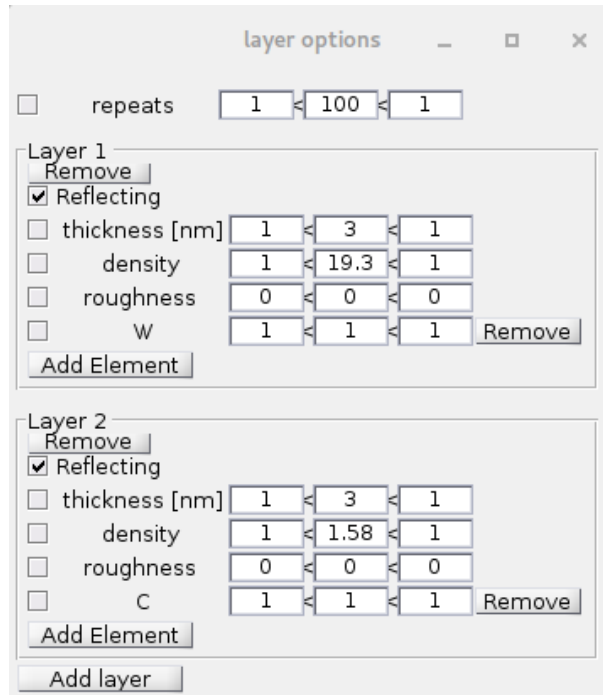 layer options
repeats 1 < 100 < 1
Layer 1
Remove
Reflecting
thickness [nm] 1 < 3 < 1
density 1 < 19.3 < 1
roughness 0 < 0 < 0
W 1 < 1 < 1 Remove
Add Element
Layer 2
Remove
Reflecting
thickness [nm] 1 < 3 < 1
density 1 < 1.58 < 1
roughness 0 < 0 < 0
C 1 < 1 < 1 Remove
Add Element
Add layer